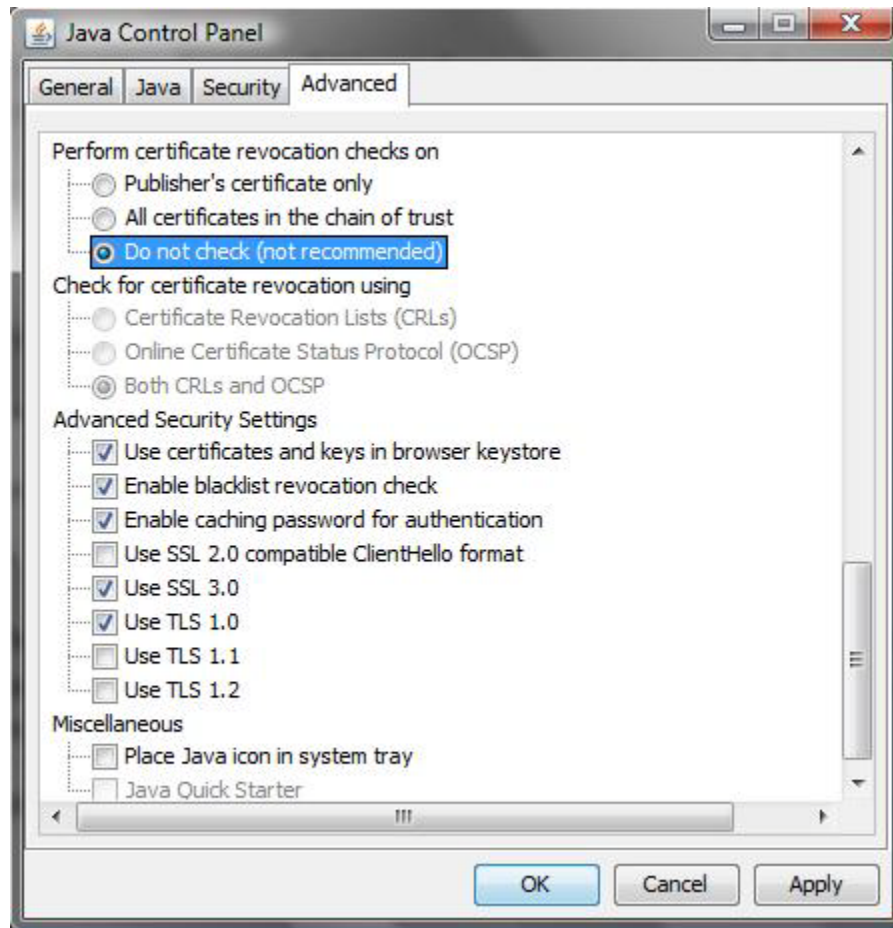 Java Control Panel
General Java Security Advanced
Perform certificate revocation checks on
Publisher's certificate only
All certificates in the chain of trust
Do not check (not recommended)
Check for certificate revocation using
Certificate Revocation Lists (CRLs)
Online Certificate Status Protocol (OCSP)
Both CRLs and OCSP
Advanced Security Settings
Use certificates and keys in browser keystore
Enable blacklist revocation check
Enable caching password for authentication
Use SSL 2.0 compatible ClientHello format
Use SSL 3.0
Use TLS 1.0
Use TLS 1.1
Use TLS 1.2
Miscellaneous
Place Java icon in system tray
Java Quick Starter
OK Cancel Apply